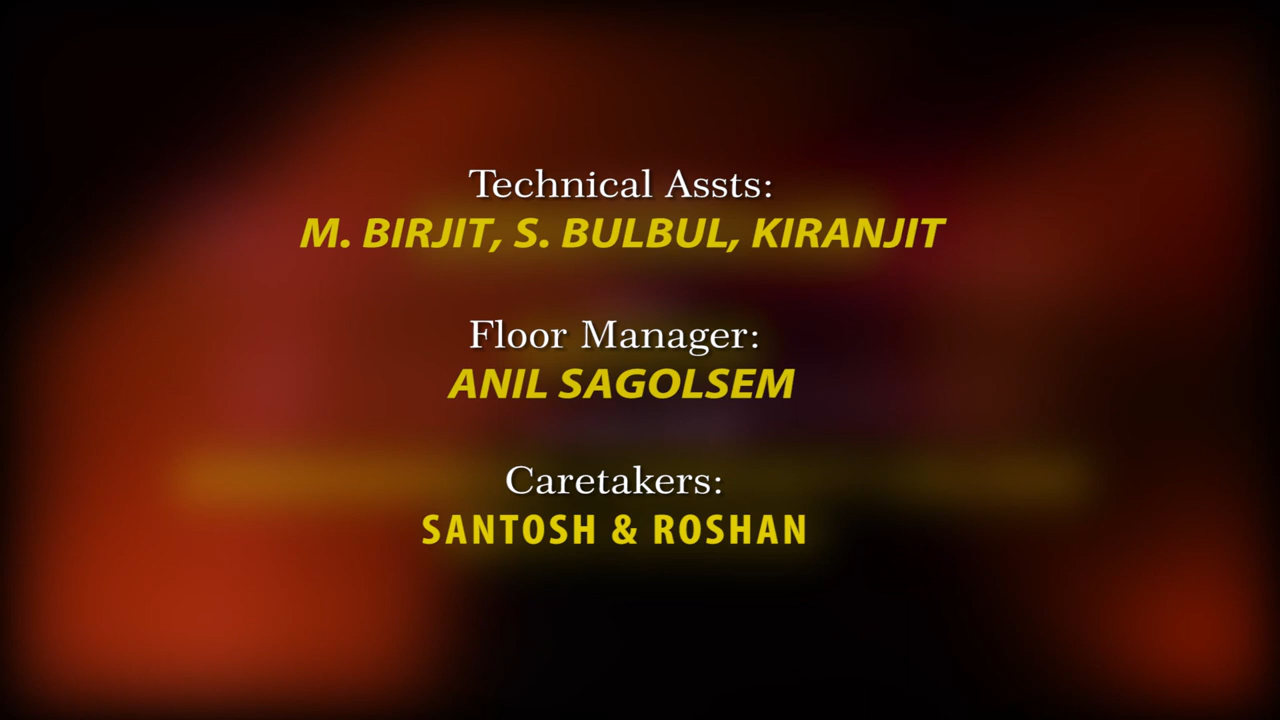 Technical Assts:
M. BIRJIT, S. BULBUL, KIRANJIT
Floor Manager:
ANIL SAGOLSEM
Caretakers:
SANTOSH & ROSHAN